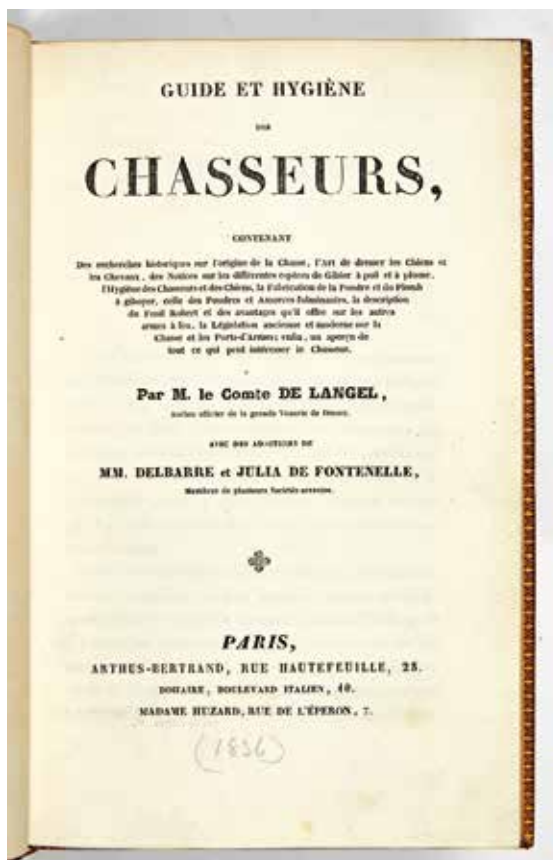 GUIDE ET HYGIÈNE
DES
CHASSEURS,
CONTENANT
Des recherches historiques sur l'origine de la Chasse, l'Art de dresser les Chiens et
les Chevaux, des Notices sur les différentes espèces de Gibier à poil et à plume,
l'Hygiène des Chasseurs et des Chiens, la Fabrication de la Poudre et du Plomb
à giboyer, celle des Poudres et Amorces fulminantes, la description
du Fusil Robert et des avantages qu'il offre sur les autres
armes à feu, la Législation ancienne et moderne sur la
Chasse et les Ports-d'Armes; enfin, un aperçu de
tout ce qui peut intéresser le Chasseur.
Par M. le Comte DE LANGEL,
Ancien officier de la grande Vénerie de France.
AVEC DES ADDITIONS DE
MM. DELBARRE et JULIA DE FONTENELLE,
Membres de plusieurs Sociétés savantes.
PARIS,
ARTHUS-BERTRAND, RUE HAUTEFEUILLE, 23.
BOHAIRE, BOULEVARD ITALIEN, 10.
MADAME HUZARD, RUE DE L'ÉPERON, 7.
(1836)